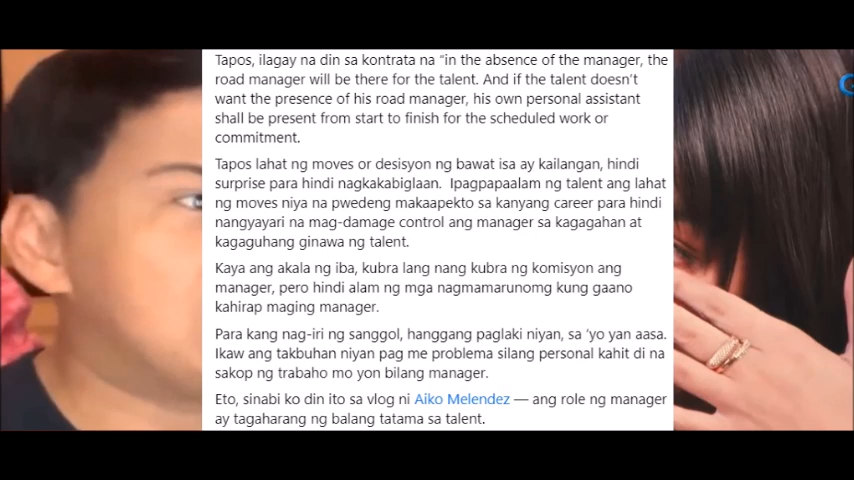 Tapos, ilagay na din sa kontrata na “in the absence of the manager, the
road manager will be there for the talent. And if the talent doesn’t
want the presence of his road manager, his own personal assistant
shall be present from start to finish for the scheduled work or
commitment.
Tapos lahat ng moves or desisyon ng bawat isa ay kailangan, hindi
surprise para hindi nagkakabiglaan.  Ipagpapaalam ng talent ang lahat
ng moves niya na pwedeng makaapekto sa kanyang career para hindi
nangyayari na mag-damage control ang manager sa kagagahan at
kagaguhang ginawa ng talent.
Kaya ang akala ng iba, kubra lang nang kubra ng komisyon ang
manager, pero hindi alam ng mga nagmamarunomg kung gaano
kahirap maging manager.
Para kang nag-iri ng sanggol, hanggang paglaki niyan, sa ‘yo yan aasa.
Ikaw ang takbuhan niyan pag me problema silang personal kahit di na
sakop ng trabaho mo yon bilang manager.
Eto, sinabi ko din ito sa vlog ni Aiko Melendez — ang role ng manager
ay tagaharang ng balang tatama sa talent.